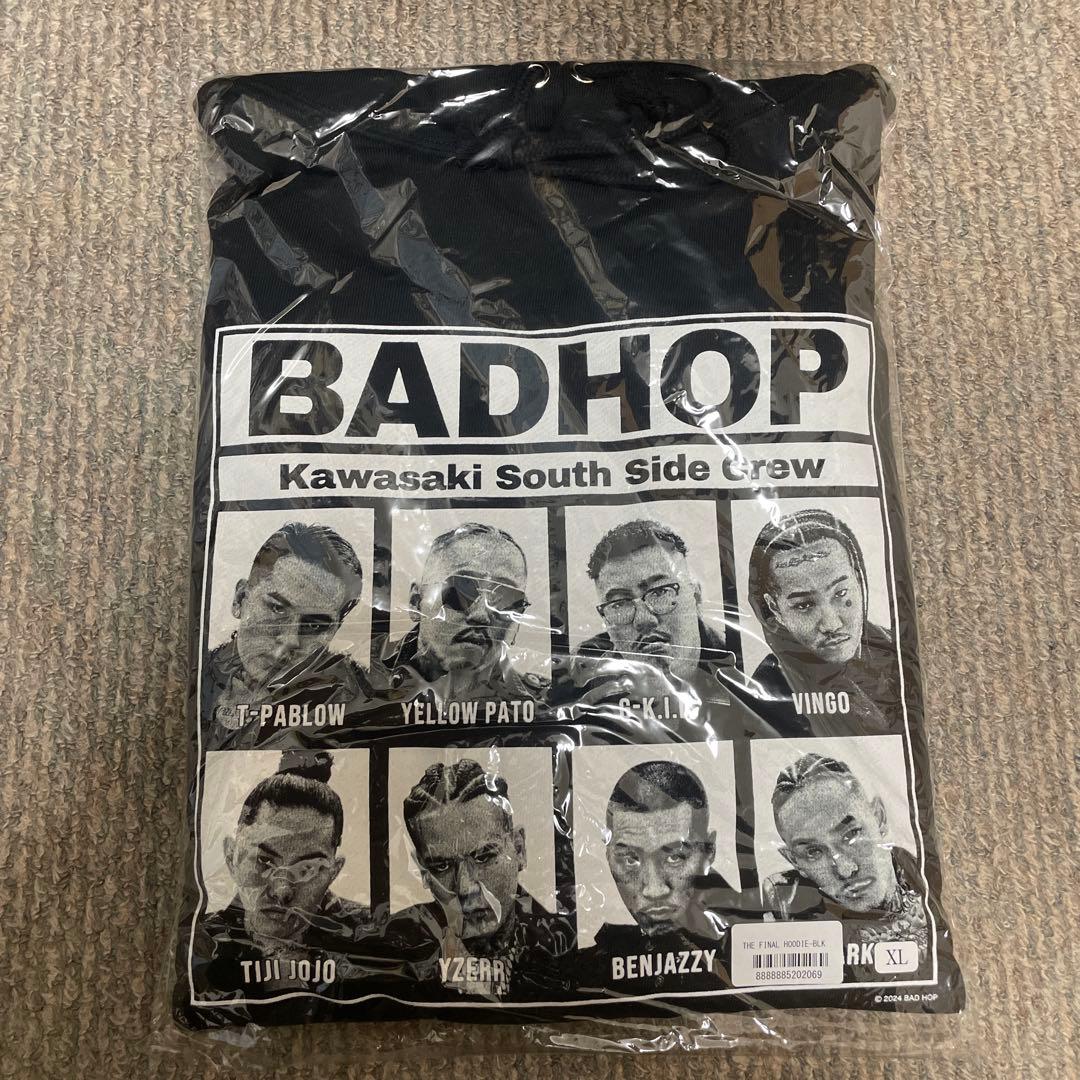 BADHOP
Kawasaki South Side Crew
T-PABLOW YELLOW PATO G-K.I.D VINGO
TIJI JOJO YZERR BENJAZZY ARK
THE FINAL HOODIE-BLK
8888885202069
XL
© 2024 BAD HOP